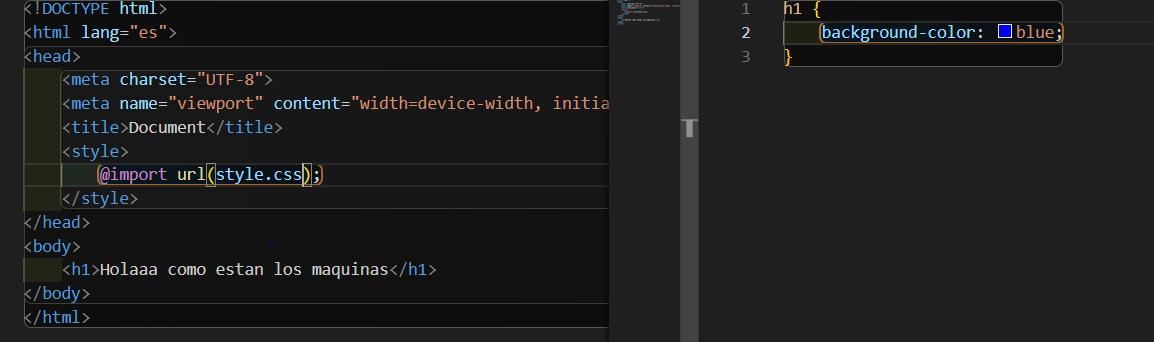 <!DOCTYPE html>
<html lang="es">
<head>
<meta charset="UTF-8">
<meta name="viewport" content="width=device-width, initia
<title>Document</title>
<style>
@import url(style.css);
</style>
</head>
<body>
<h1>Holaaa como estan los maquinas</h1>
</body>
</html>
1 h1 {
2 background-color: blue;
3 }